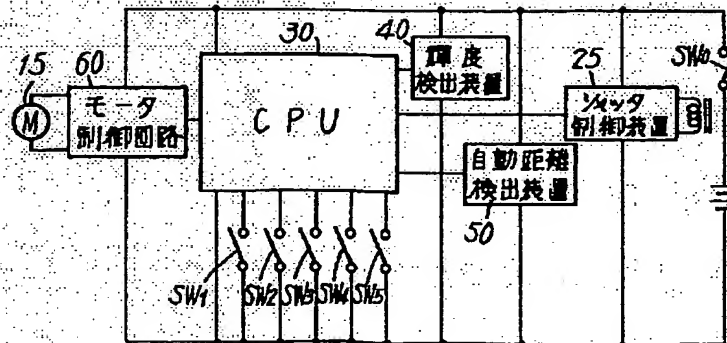 30
40
15
60
25
SW0
輝度
検出装置
モータ
制御回路
CPU
シャッタ
制御装置
M
自動距離
検出装置
50
SW1
SW2
SW3
SW4
SW5